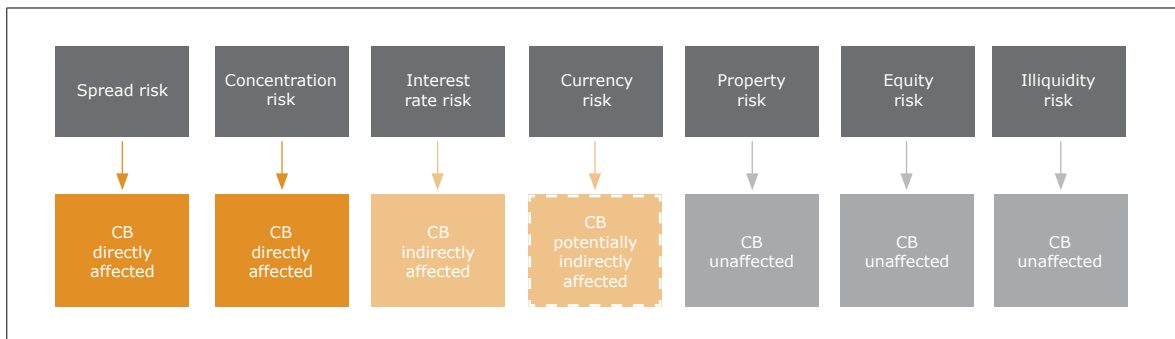 Spread risk
Concentration
risk
Interest
rate risk
Currency
risk
Property
risk
Equity
risk
Illiquidity
risk
CB
directly
affected
CB
directly
affected
CB
indirectly
affected
CB
potentially
indirectly
affected
CB
unaffected
CB
unaffected
CB
unaffected